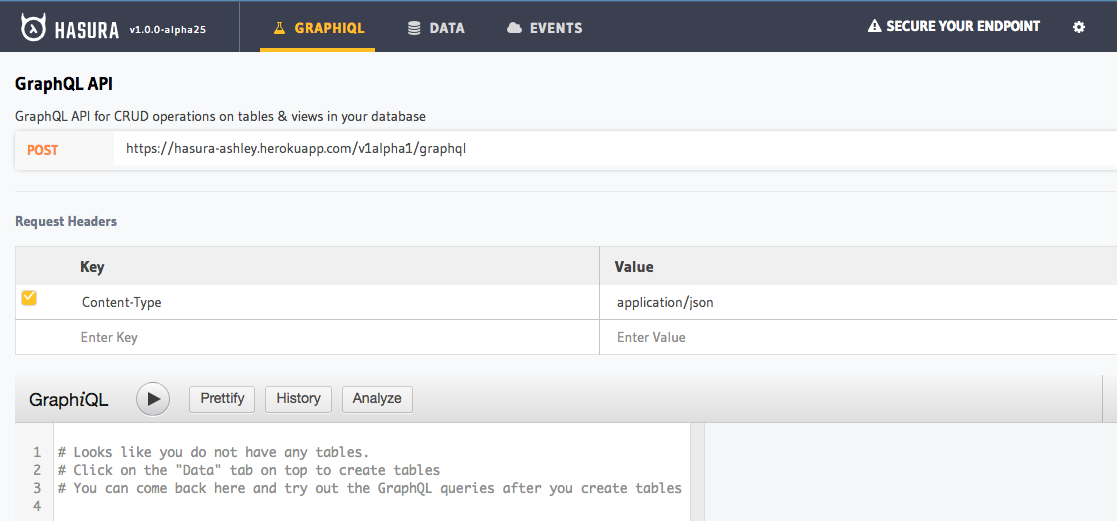 HASURA v1.0.0-alpha25 GRAPHIQL DATA EVENTS SECURE YOUR ENDPOINT
GraphQL API
GraphQL API for CRUD operations on tables & views in your database
POST https://hasura-ashley.herokuapp.com/v1alpha1/graphql
Request Headers
Key Value
Content-Type application/json
Enter Key Enter Value
GraphiQL Prettify History Analyze
1 # Looks like you do not have any tables.
2 # Click on the "Data" tab on top to create tables
3 # You can come back here and try out the GraphQL queries after you create tables
4